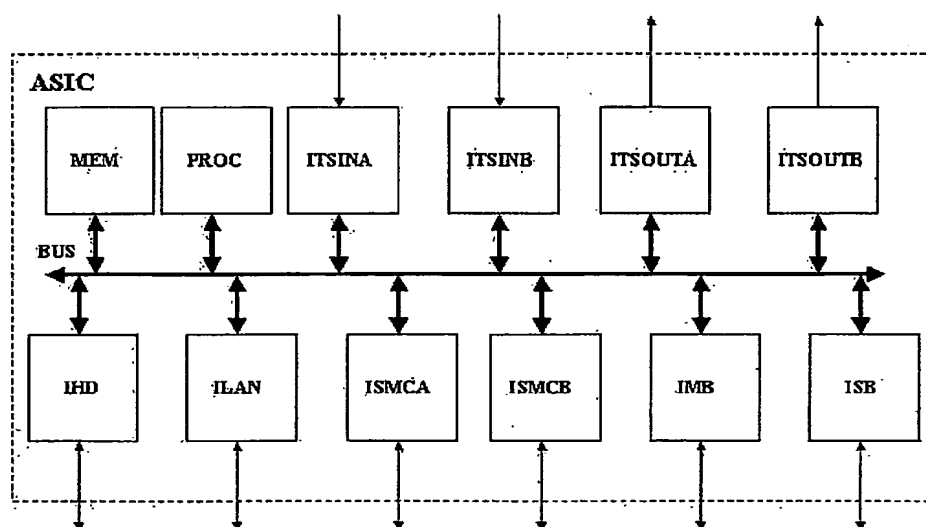 ASIC
MEM
PROC
ITSINA
ITSINB
ITSOUTA
ITSOUTB
BUS
IHD
ILAN
ISMCA
ISMCB
IMB
ISB